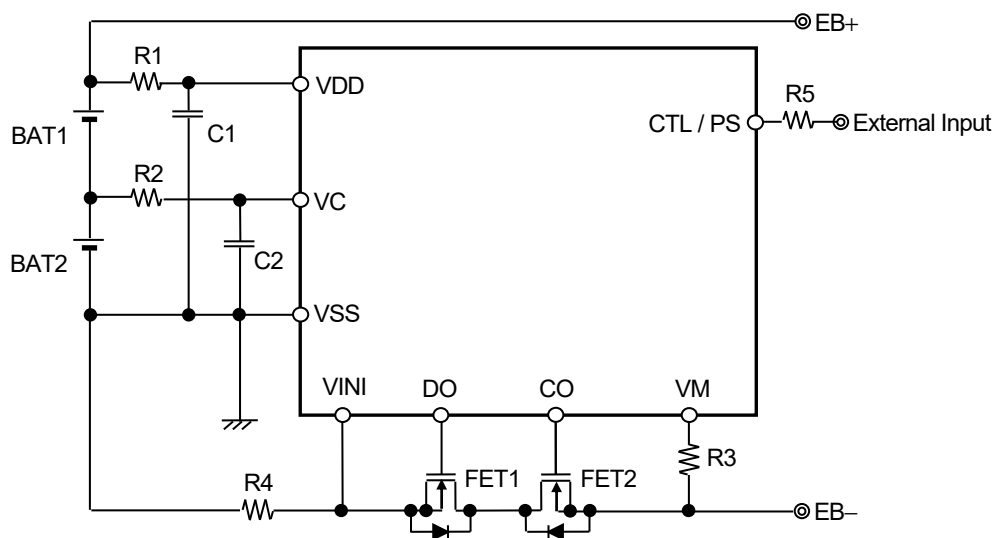 EB+
R1
VDD
R5
C1
CTL / PS
External Input
BAT1
R2
VC
C2
BAT2
VSS
VINI
DO
CO
VM
R3
FET1
FET2
R4
EB−